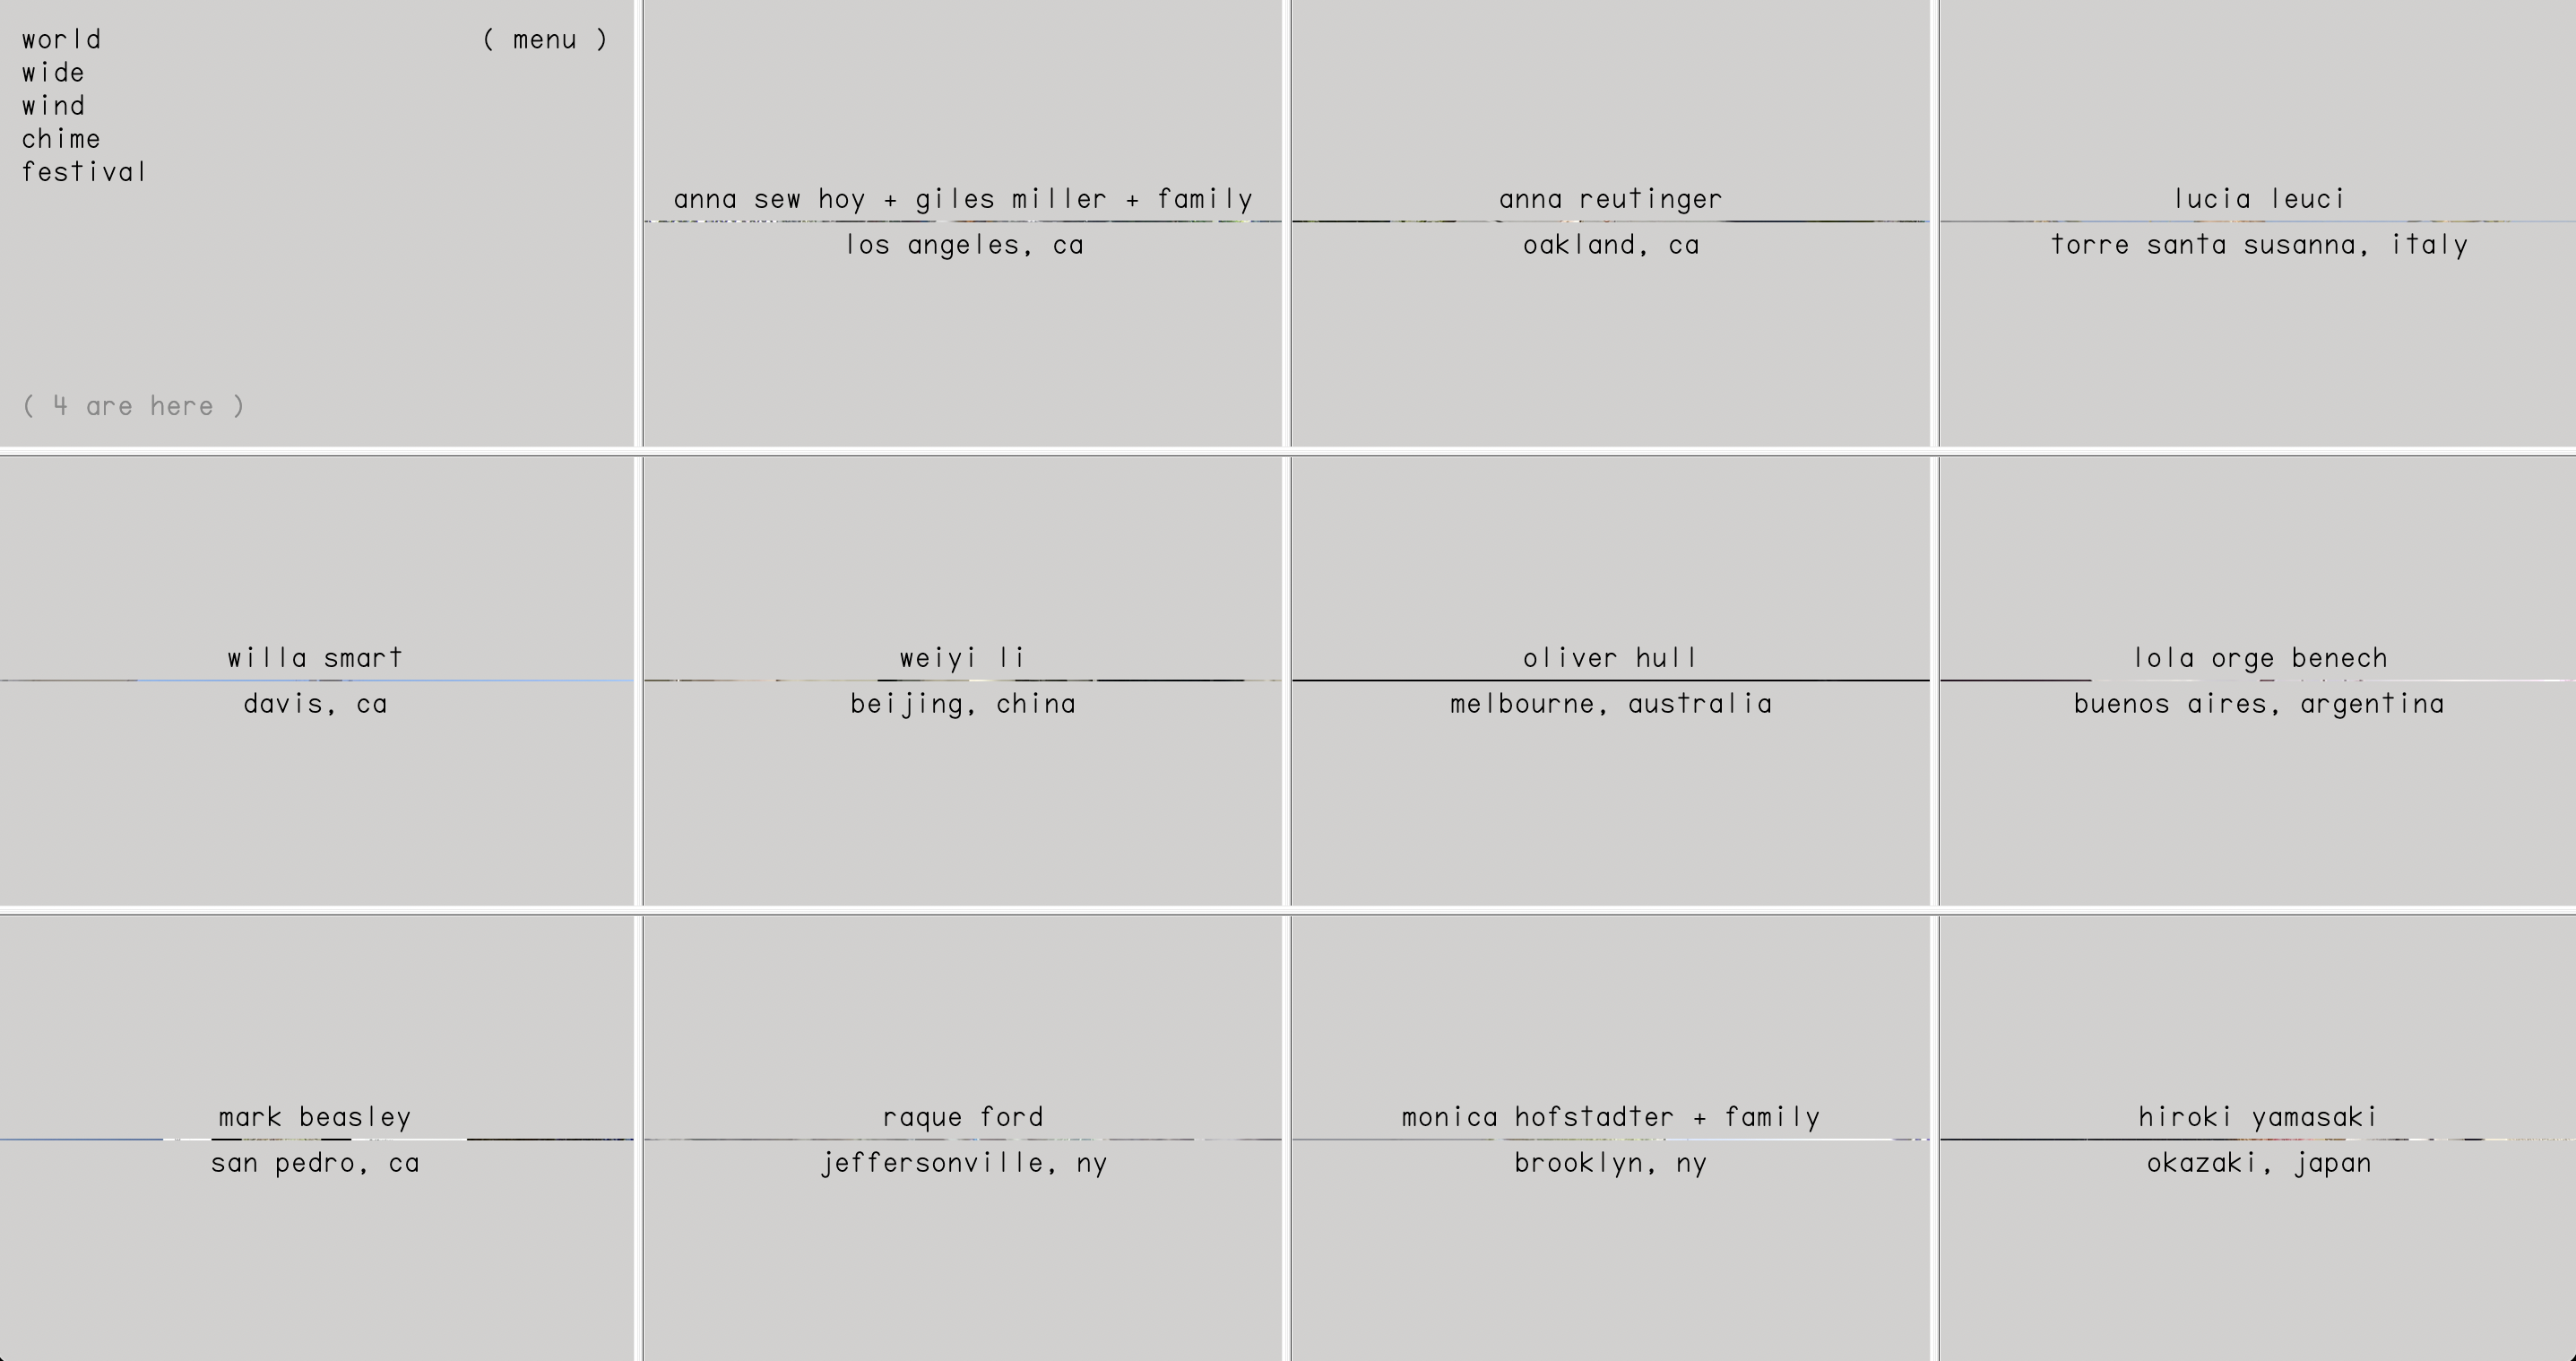 world
wide
wind
chime
festival
( menu )
( 4 are here )
anna sew hoy + giles miller + family
los angeles, ca
anna reutinger
oakland, ca
lucia leuci
torre santa susanna, italy
willa smart
davis, ca
weiyi li
beijing, china
oliver hull
melbourne, australia
lola orge benech
buenos aires, argentina
mark beasley
san pedro, ca
raque ford
jeffersonville, ny
monica hofstadter + family
brooklyn, ny
hiroki yamasaki
okazaki, japan